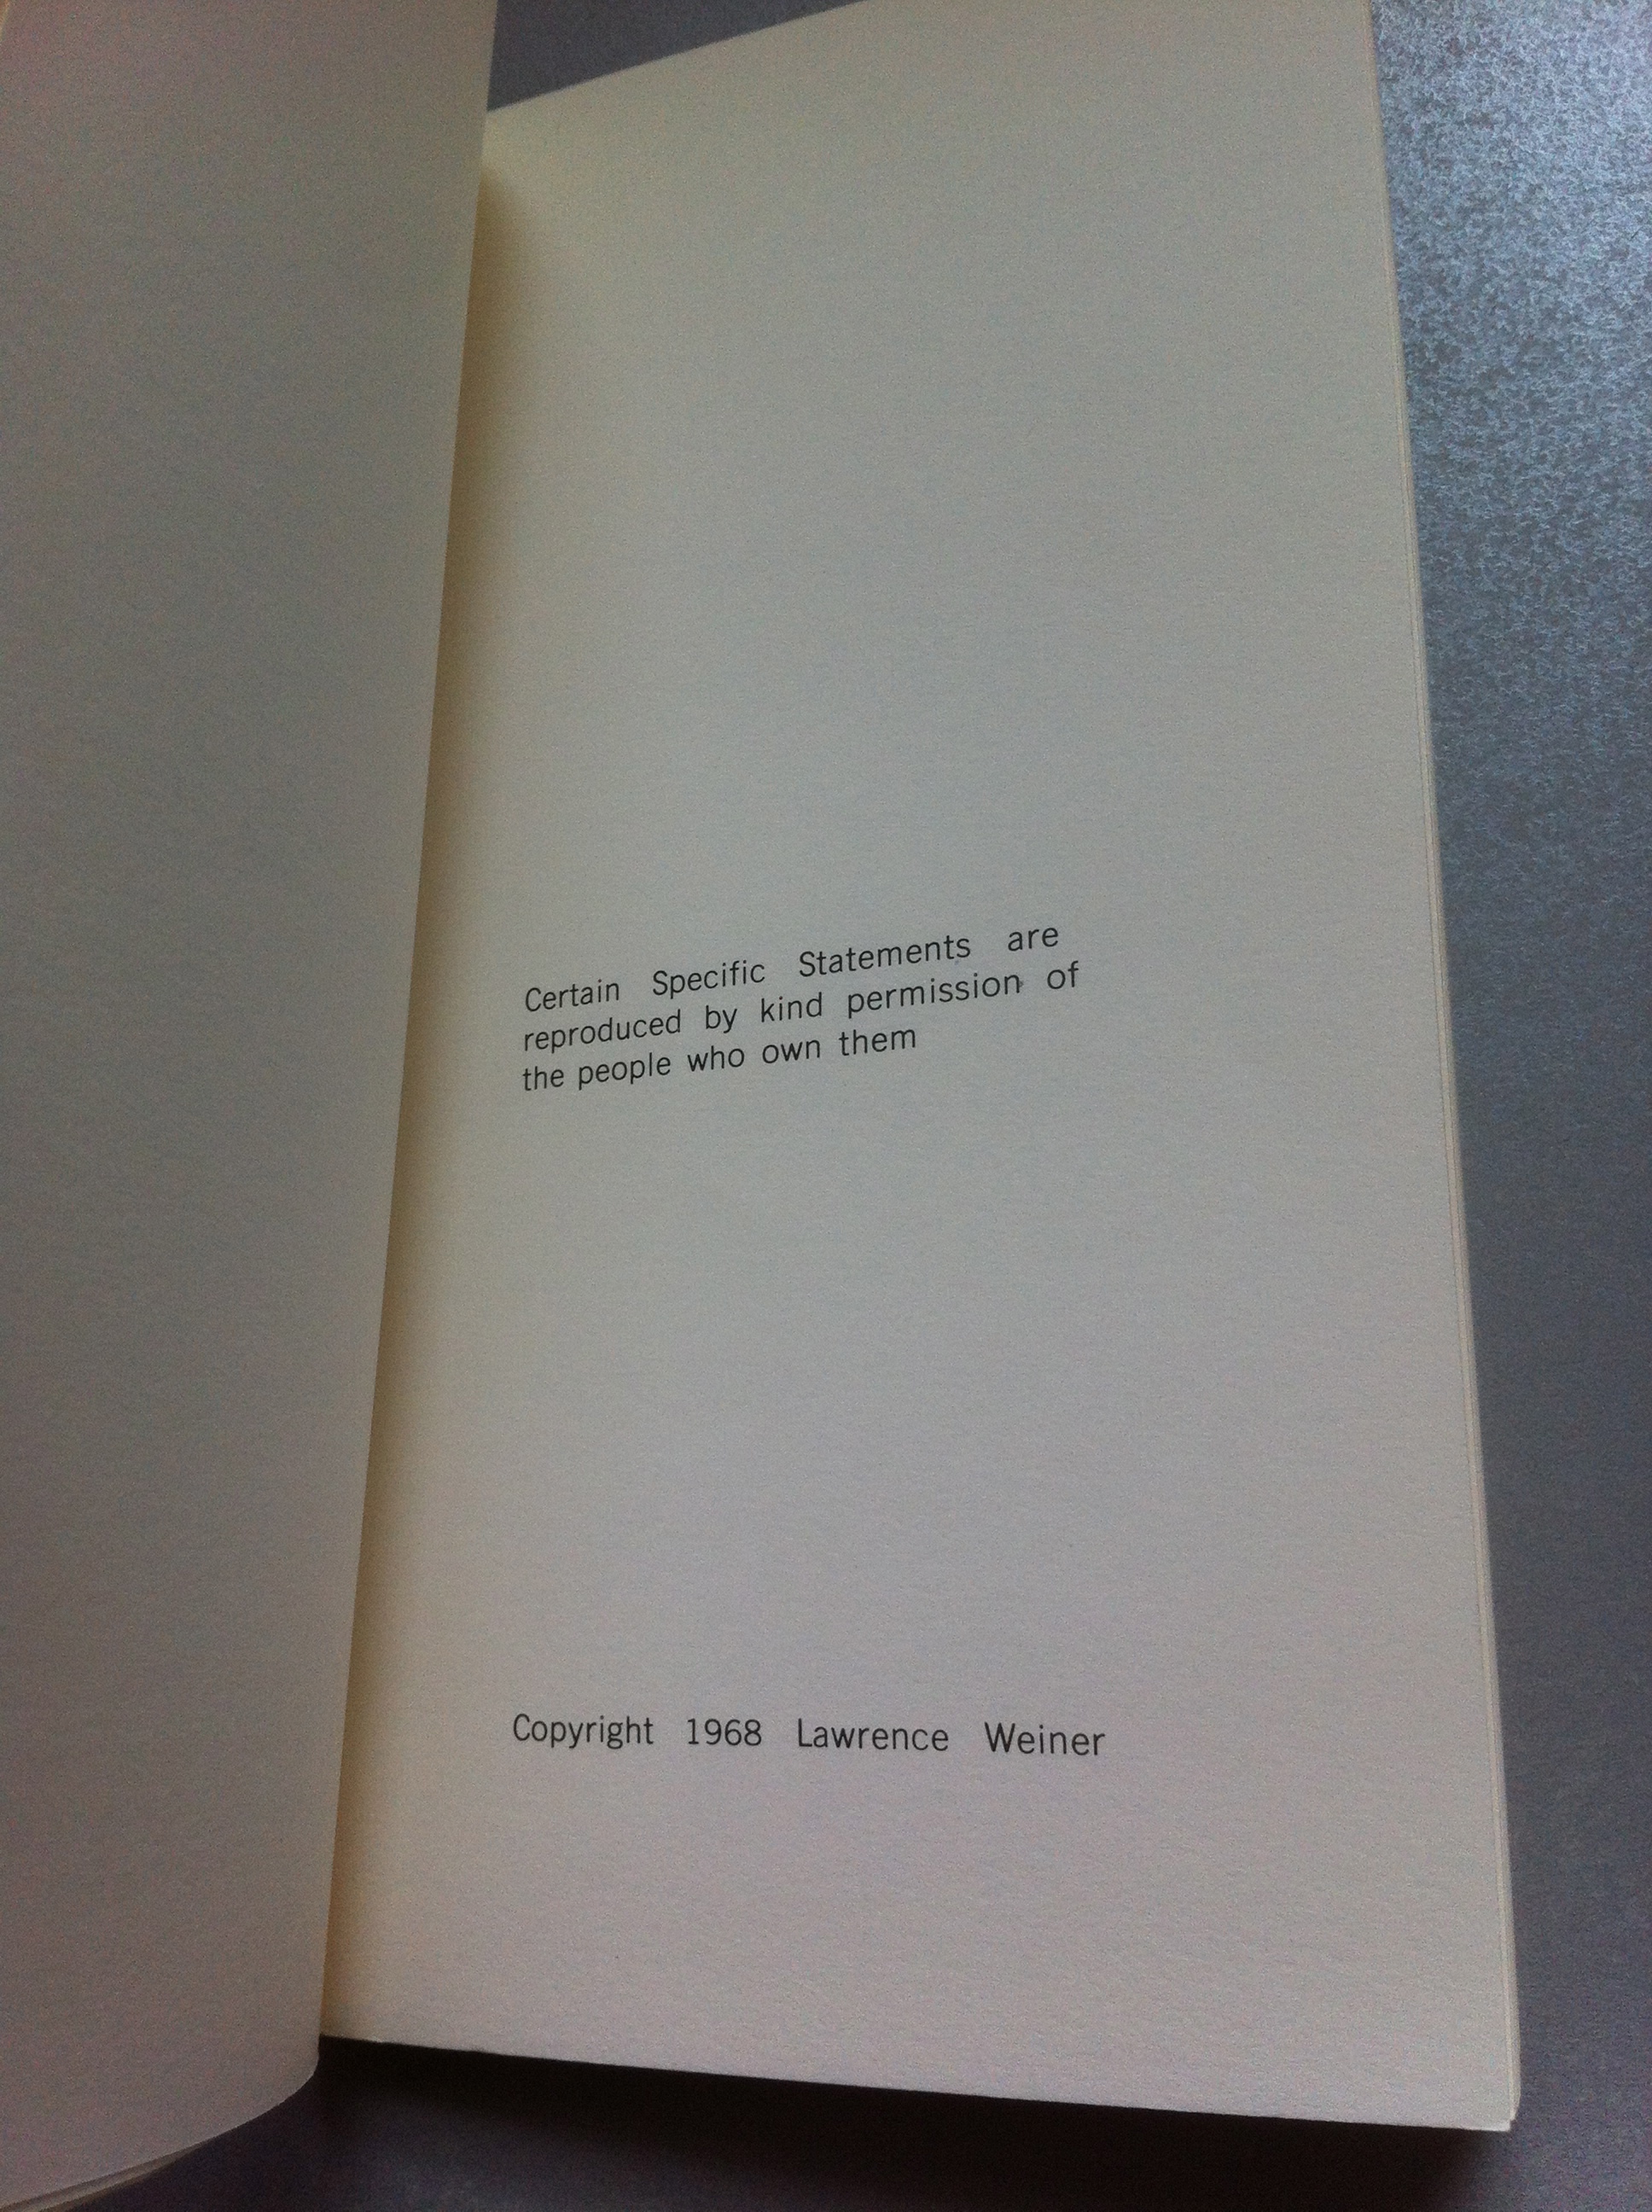 Certain Specific Statements are
reproduced by kind permission of
the people who own them
Copyright 1968 Lawrence Weiner